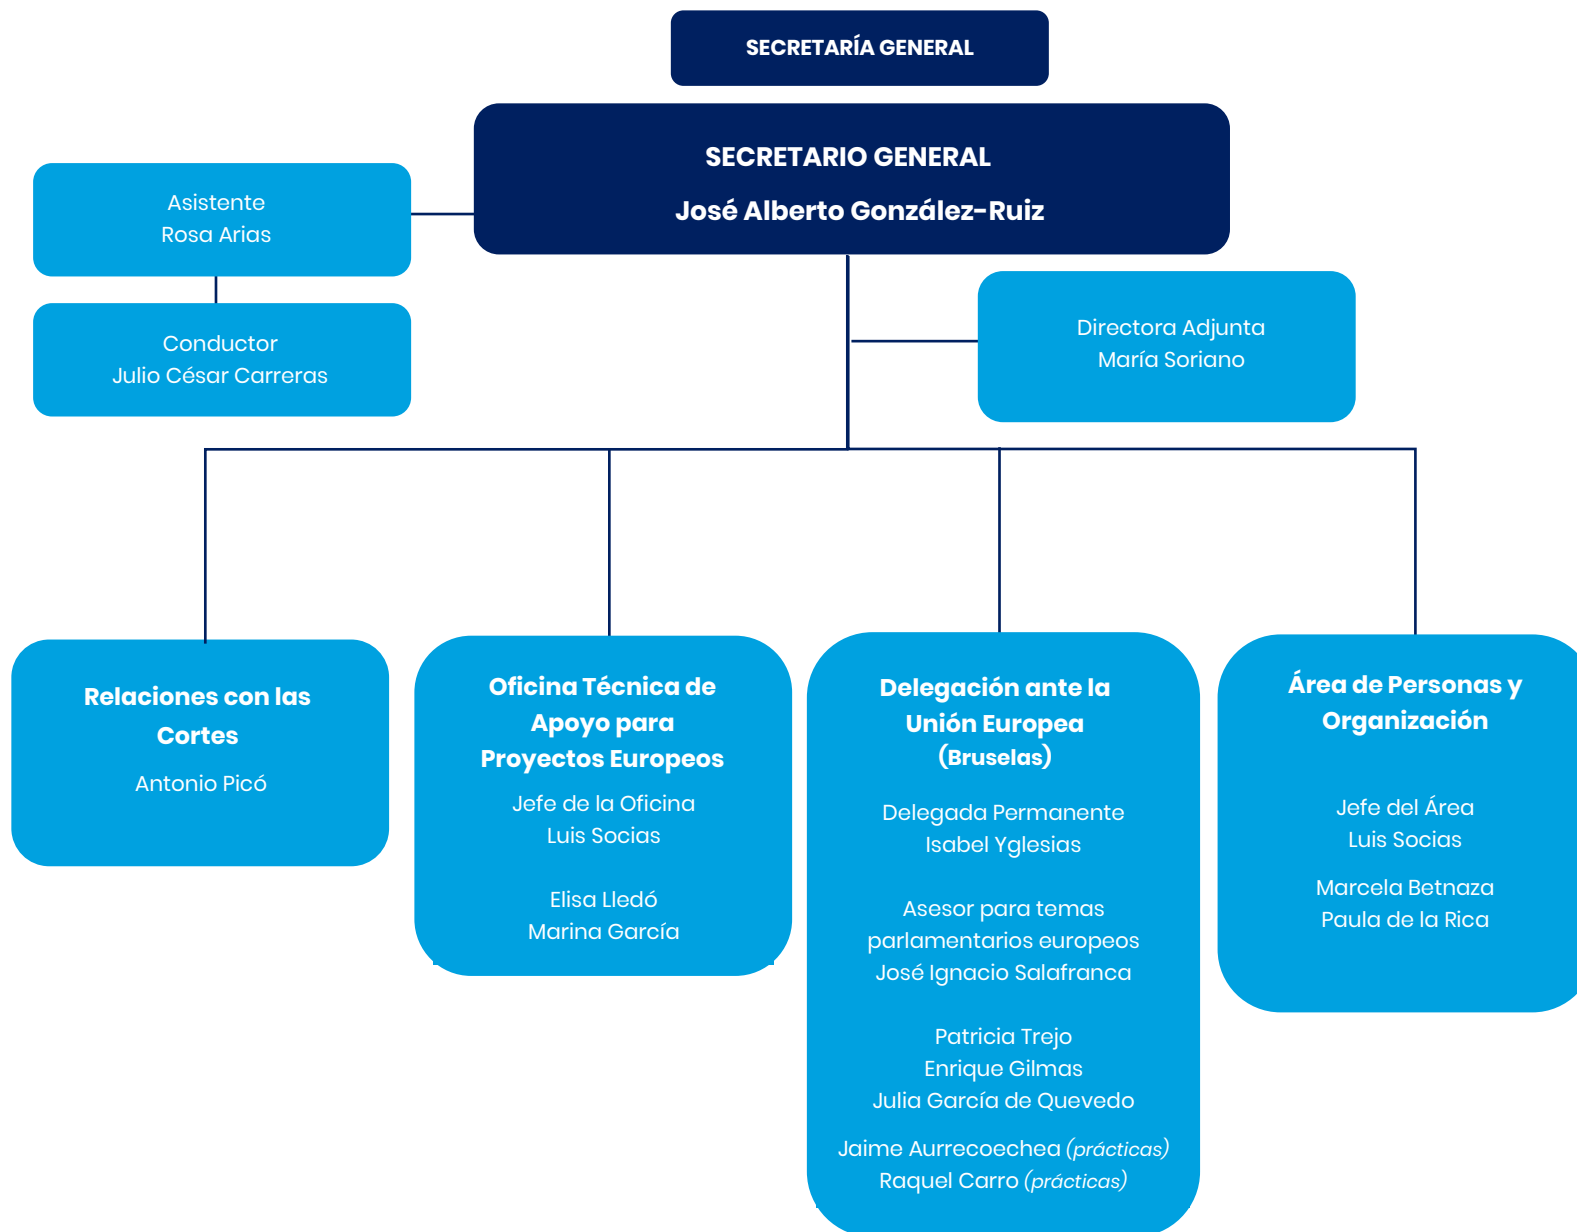 SECRETARÍA GENERAL
SECRETARIO GENERAL
José Alberto González-Ruiz
Asistente
Rosa Arias
Conductor
Julio César Carreras
Directora Adjunta
María Soriano
Relaciones con las
Cortes
Antonio Picó
Oficina Técnica de
Apoyo para
Proyectos Europeos
Jefe de la Oficina
Luis Socias
Elisa Lledó
Marina García
Delegación ante la
Unión Europea
(Bruselas)
Delegada Permanente
Isabel Yglesias
Asesor para temas
parlamentarios europeos
José Ignacio Salafranca
Patricia Trejo
Enrique Gilmas
Julia García de Quevedo
Jaime Aurrecoechea (prácticas)
Raquel Carro (prácticas)
Área de Personas y
Organización
Jefe del Área
Luis Socias
Marcela Betnaza
Paula de la Rica